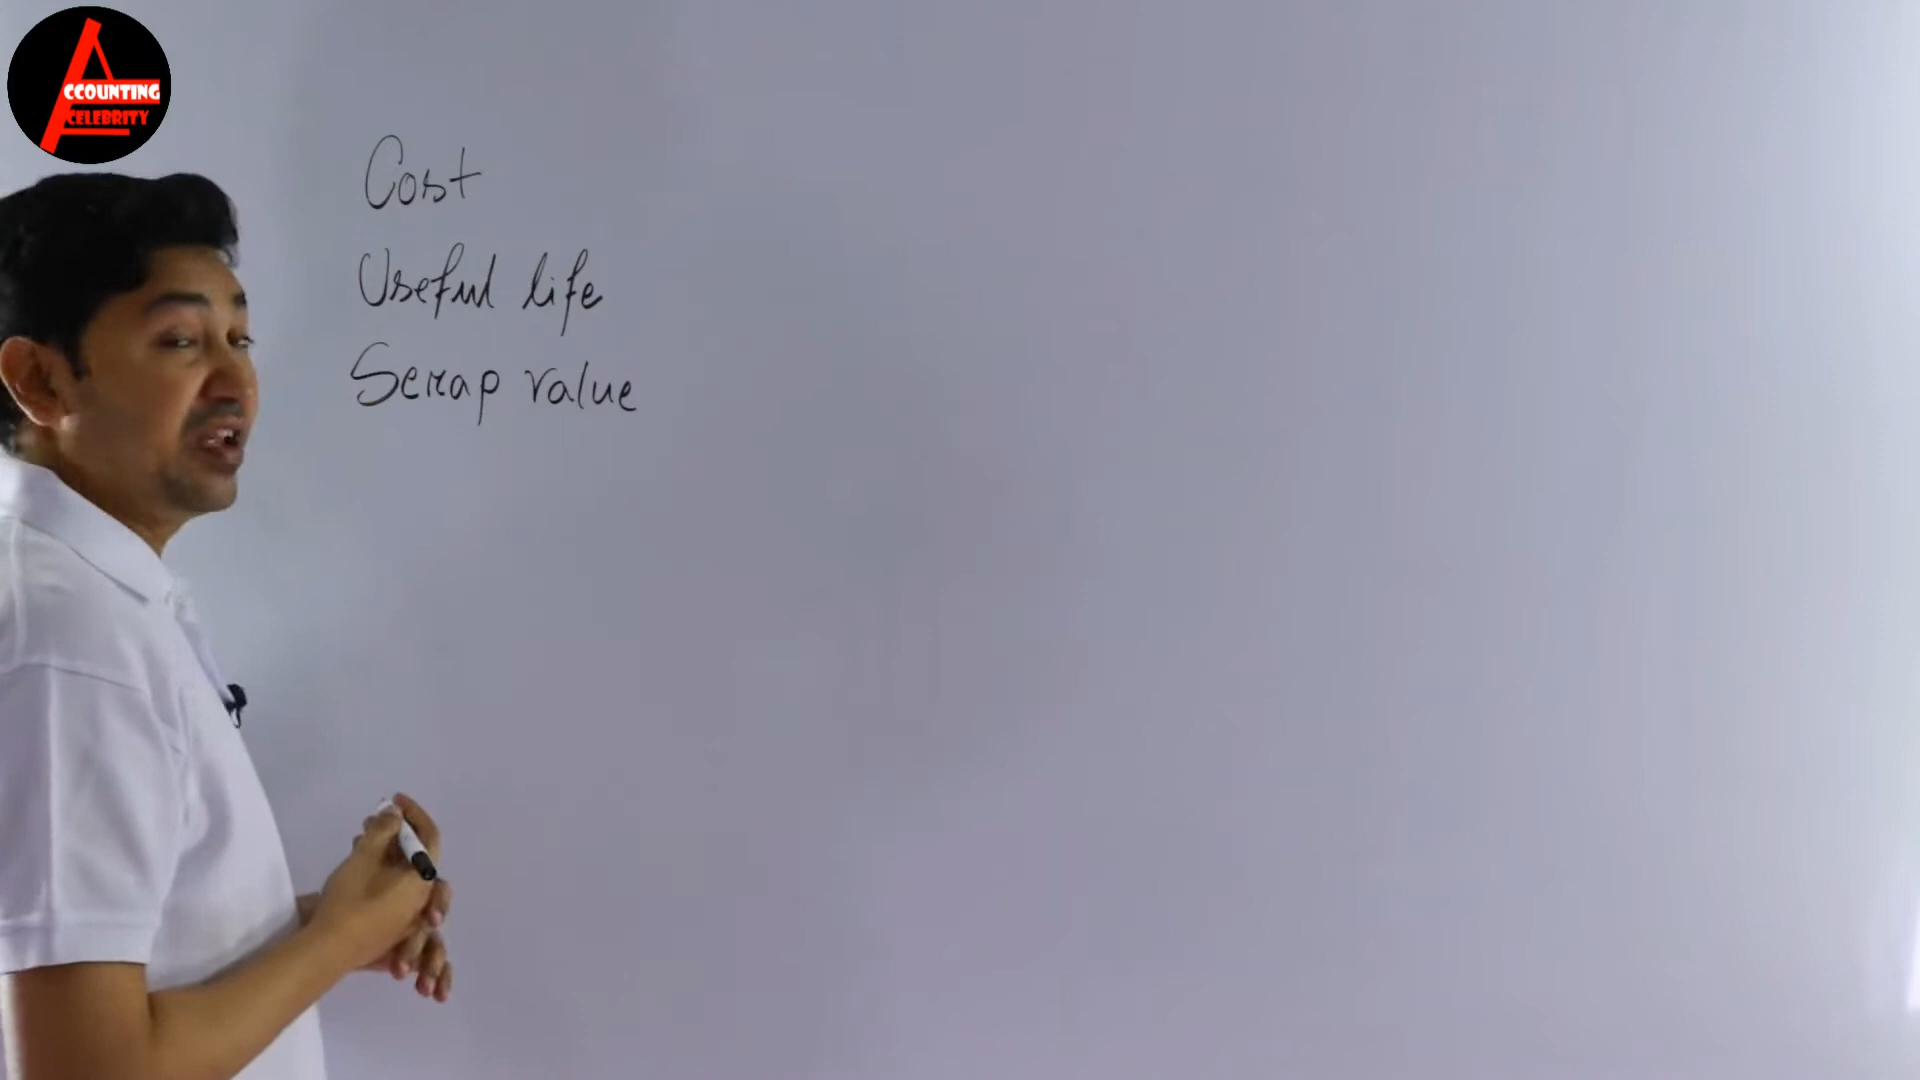 ACCOUNTING
CELEBRITY
Cost
Useful life
Scrap value